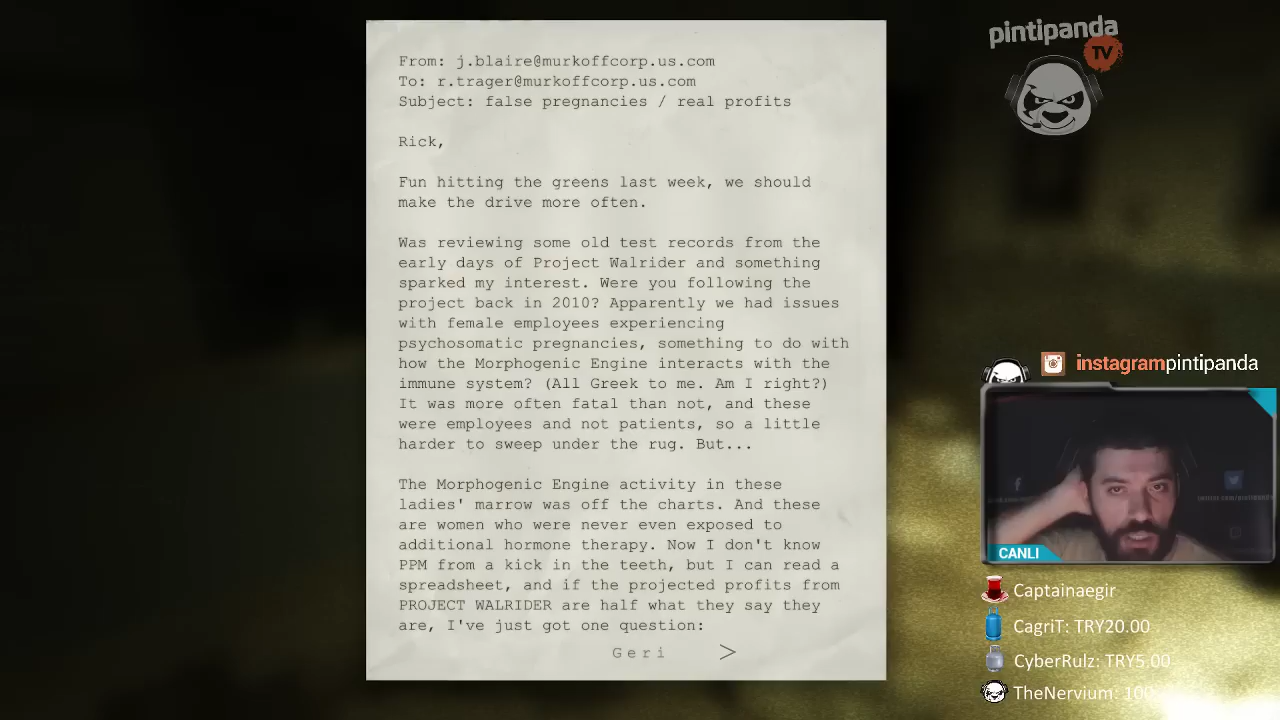 From: j.blaire@murkoffcorp.us.com
To: r.trager@murkoffcorp.us.com
Subject: false pregnancies / real profits
Rick,
Fun hitting the greens last week, we should
make the drive more often.
Was reviewing some old test records from the
early days of Project Walrider and something
sparked my interest. Were you following the
project back in 2010? Apparently we had issues
with female employees experiencing
psychosomatic pregnancies, something to do with
how the Morphogenic Engine interacts with the
immune system? (All Greek to me. Am I right?)
It was more often fatal than not, and these
were employees and not patients, so a little
harder to sweep under the rug. But...
The Morphogenic Engine activity in these
ladies' marrow was off the charts. And these
are women who were never even exposed to
additional hormone therapy. Now I don't know
PPM from a kick in the teeth, but I can read a
spreadsheet, and if the projected profits from
PROJECT WALRIDER are half what they say they
are, I've just got one question:
Geri >
pintipanda
TV
instagrampintipanda
CANLI
Captainaegir
CagriT: TRY20.00
CyberRulz: TRY5.00
TheNervium: 100